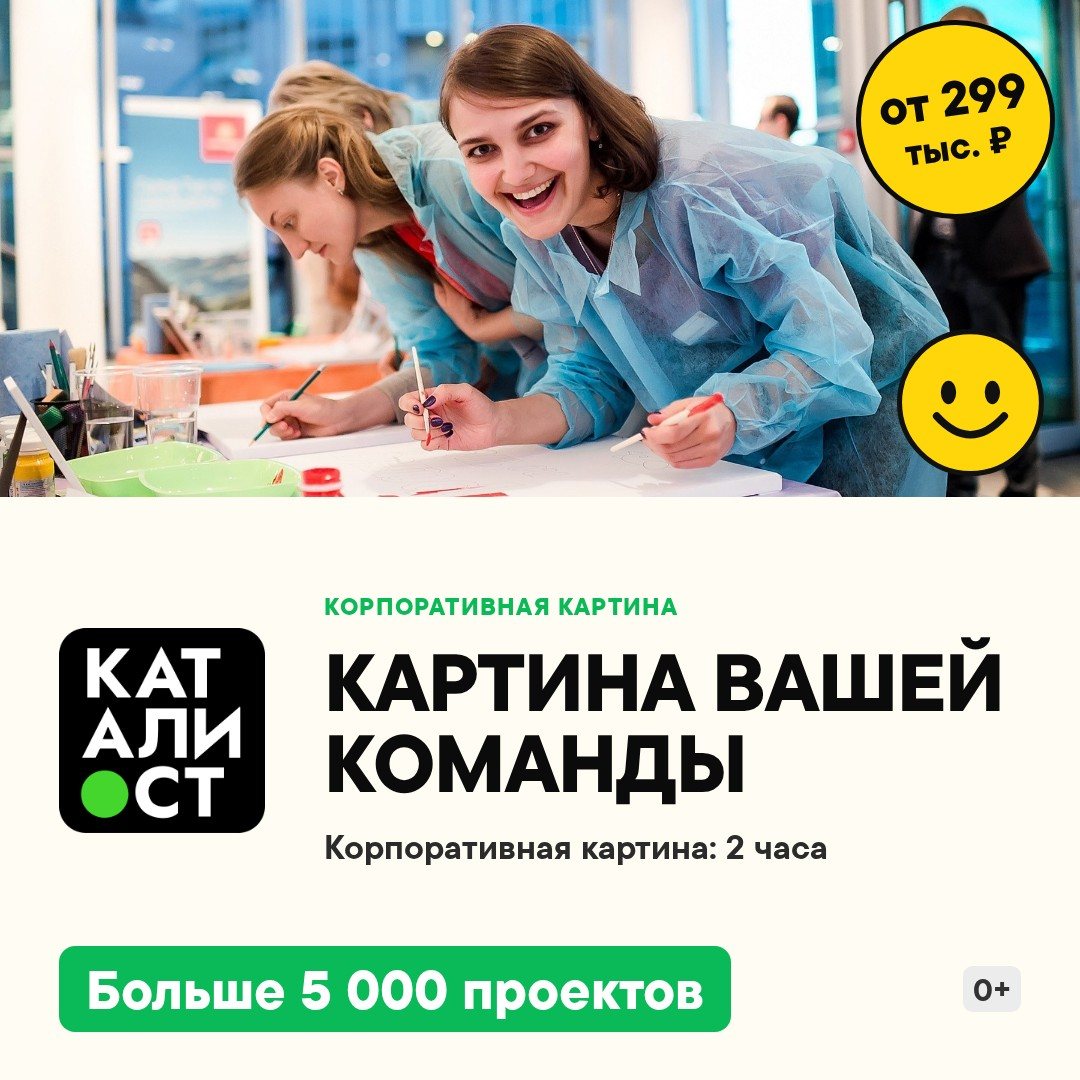 от 299
тыс. ₽
КОРПОРАТИВНАЯ КАРТИНА
КАРТИНА ВАШЕЙ
КОМАНДЫ
Корпоративная картина: 2 часа
КАТ
АЛИ
ОСТ
Больше 5 000 проектов
0+